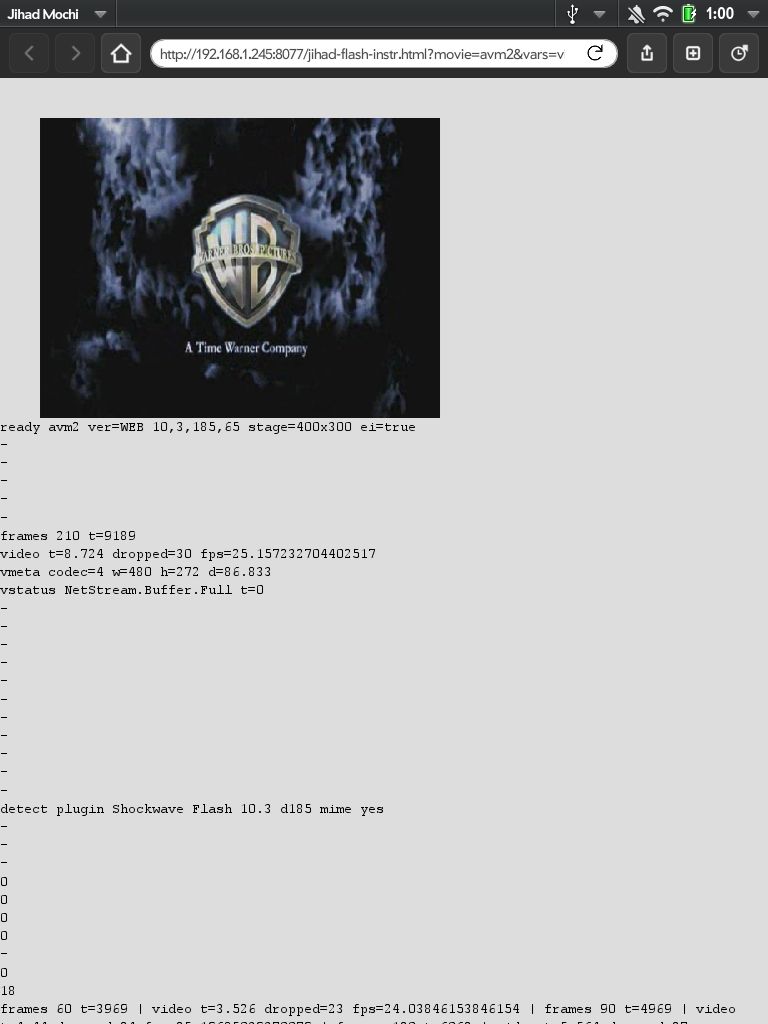 Jihad Mochi
1:00
http://192.168.1.245:8077/jihad-flash-instr.html?movie=avm2&vars=v
WARNER BROS. PICTURES
WB
A Time Warner Company
ready avm2 ver=WEB 10,3,185,65 stage=400x300 ei=true
-
-
-
-
-
frames 210 t=9189
video t=8.724 dropped=30 fps=25.157232704402517
vmeta codec=4 w=480 h=272 d=86.833
vstatus NetStream.Buffer.Full t=0
-
-
-
-
-
-
-
-
-
-
-
detect plugin Shockwave Flash 10.3 d185 mime yes
-
-
-
0
0
0
0
-
0
18
frames 60 t=3969 | video t=3.526 dropped=23 fps=24.03846153846154 | frames 90 t=4969 | video